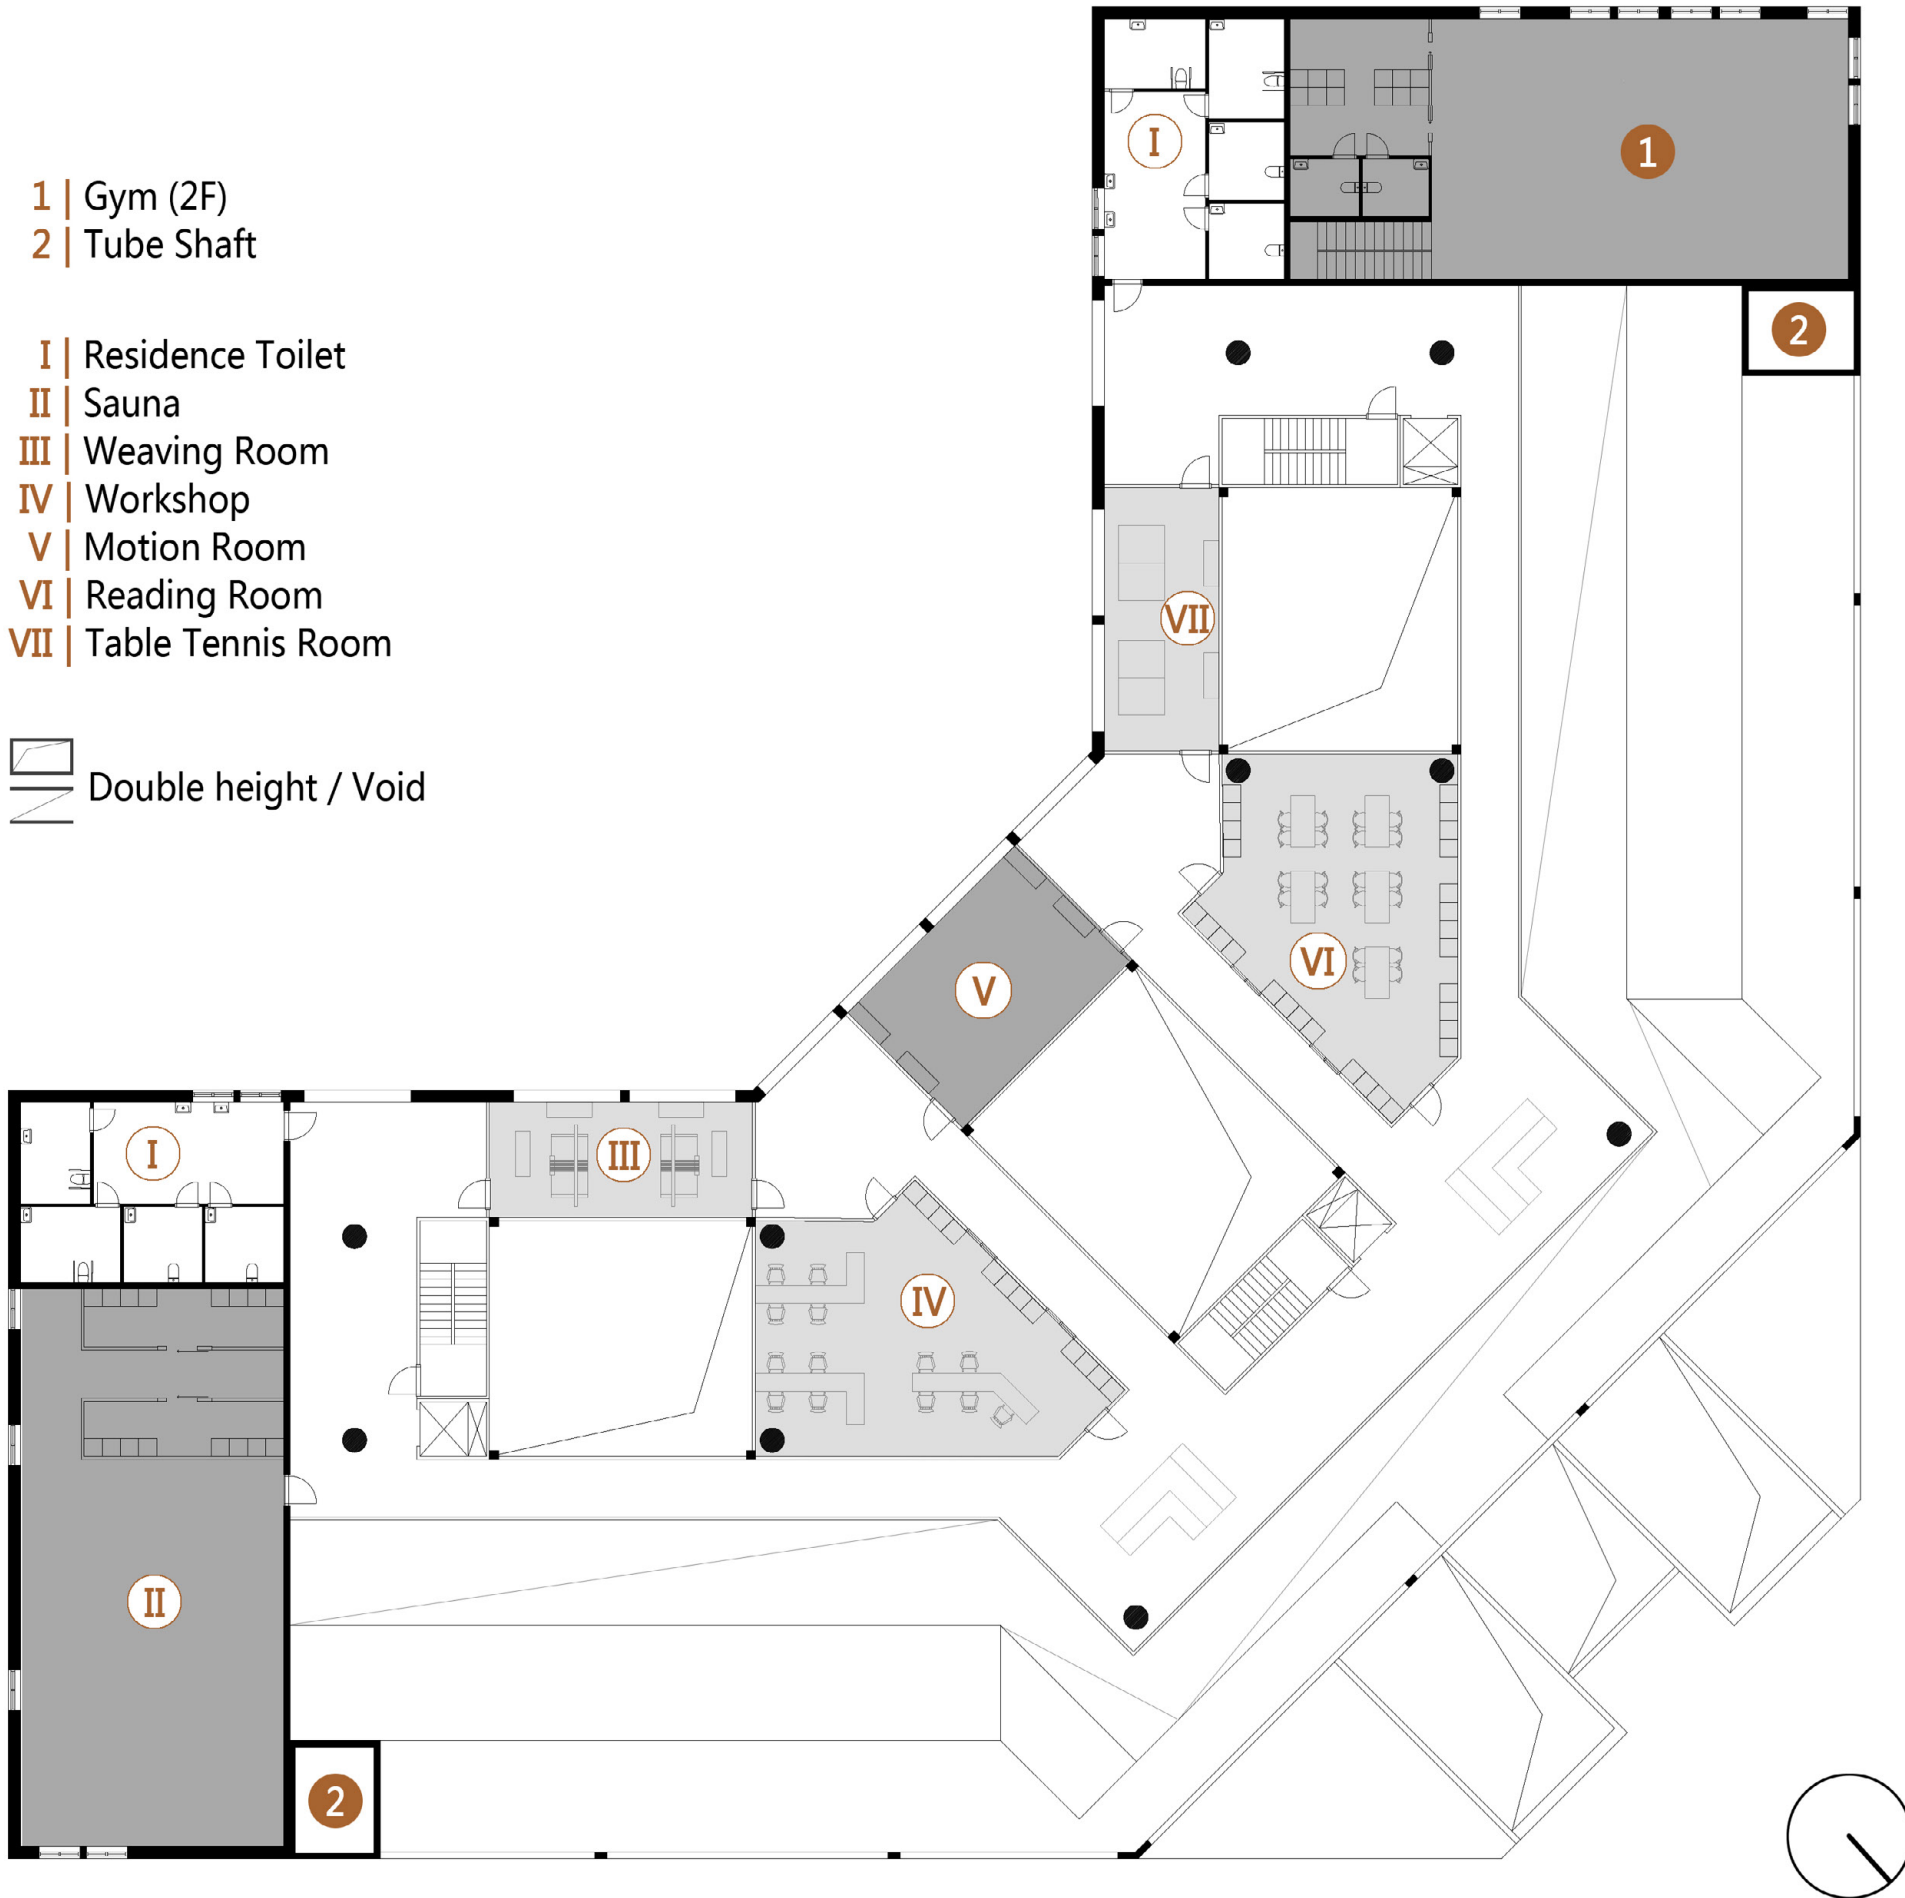 1 | Gym (2F)
2 | Tube Shaft
I | Residence Toilet
II | Sauna
III | Weaving Room
IV | Workshop
V | Motion Room
VI | Reading Room
VII | Table Tennis Room
Double height / Void
I
1
2
VII
VI
V
I
III
IV
II
2